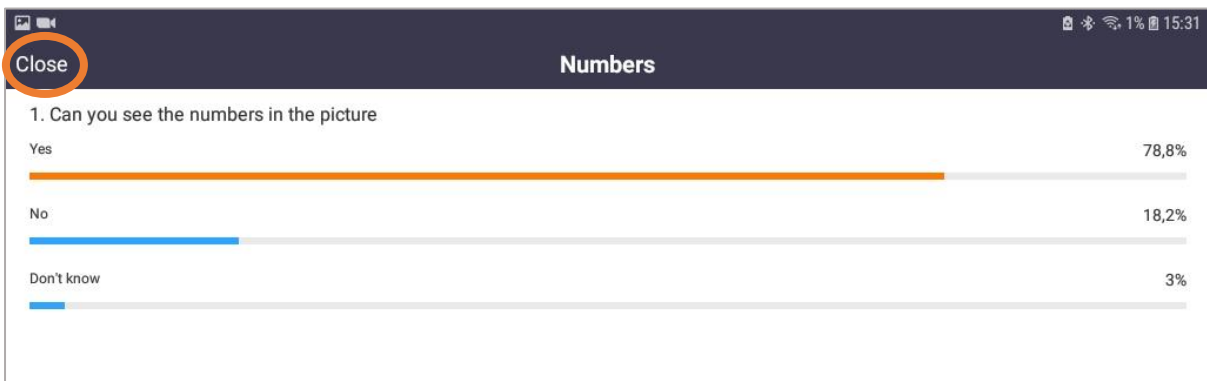 1% 15:31
Close Numbers
1. Can you see the numbers in the picture
Yes 78,8%
No 18,2%
Don't know 3%